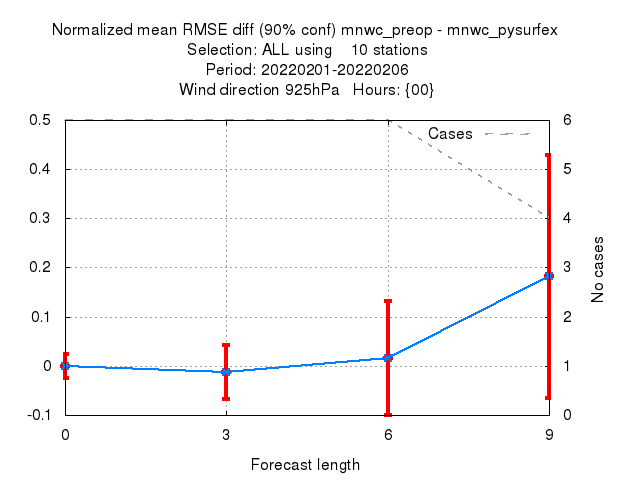 Normalized mean RMSE diff (90% conf) mnwc_preop - mnwc_pysurfex
Selection: ALL using    10 stations
Period: 20220201-20220206
Wind direction 925hPa   Hours: {00}
Cases
0.5
0.4
0.3
0.2
0.1
0
-0.1
6
5
4
3
2
1
0
No cases
0 3 6 9
Forecast length